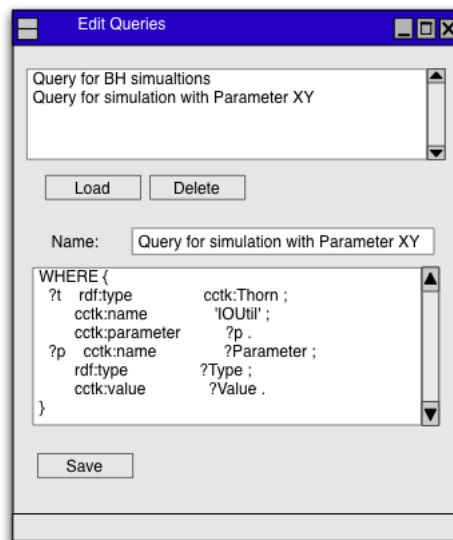 Edit Queries
Query for BH simualtions
Query for simulation with Parameter XY
Load Delete
Name: Query for simulation with Parameter XY
WHERE {
?t rdf:type cctk:Thorn ;
cctk:name 'IOUtil' ;
cctk:parameter ?p .
?p cctk:name ?Parameter ;
rdf:type ?Type ;
cctk:value ?Value .
}
Save